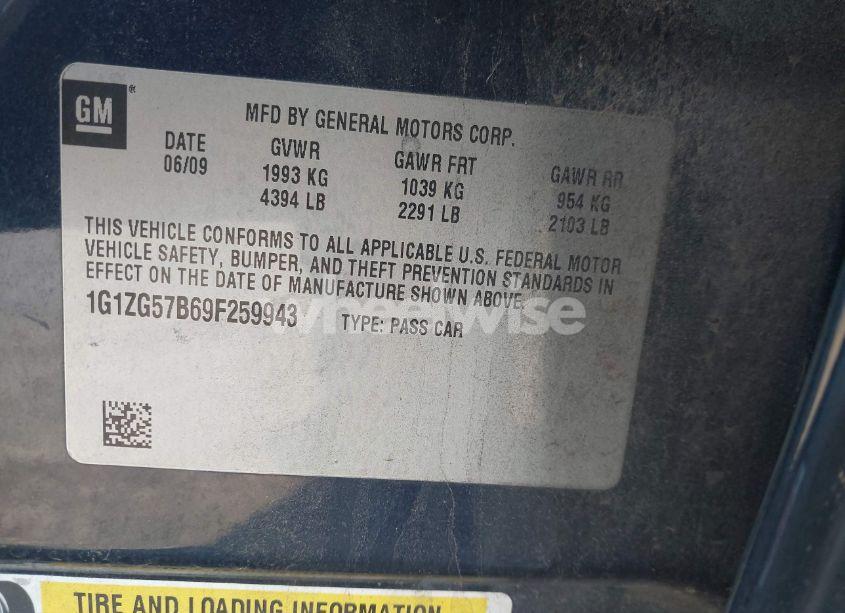 GM
MFD BY GENERAL MOTORS CORP.
DATE GVWR GAWR FRT GAWR RR
06/09 1993 KG 1039 KG 954 KG
4394 LB 2291 LB 2103 LB
THIS VEHICLE CONFORMS TO ALL APPLICABLE U.S. FEDERAL MOTOR
VEHICLE SAFETY, BUMPER, AND THEFT PREVENTION STANDARDS IN
EFFECT ON THE DATE OF MANUFACTURE SHOWN ABOVE.
1G1ZG57B69F259943 TYPE: PASS CAR
wheelwise
TIRE AND LOADING INFORMATION